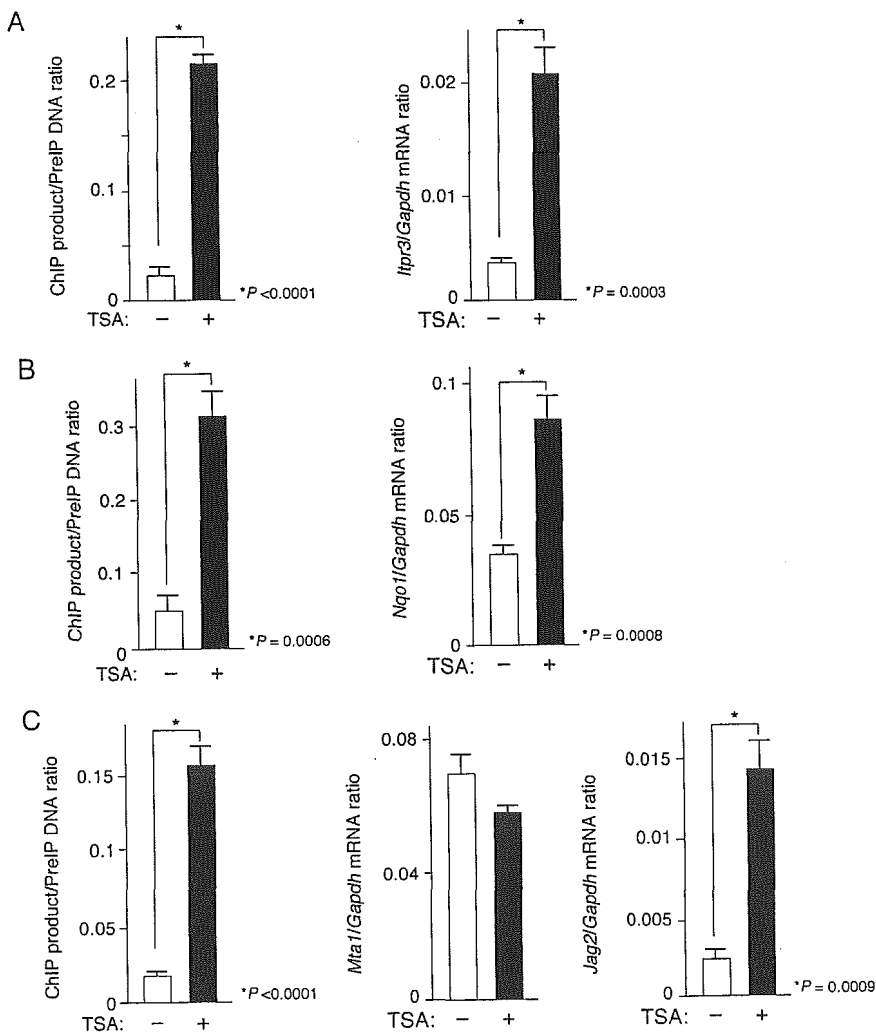 A
ChIP product/PreIP DNA ratio
0.2
0.1
0
*
*P <0.0001
TSA: − +
Itpr3/Gapdh mRNA ratio
0.02
0.01
0
*
*P = 0.0003
TSA: − +
B
ChIP product/PreIP DNA ratio
0.3
0.2
0.1
0
*
*P = 0.0006
TSA: − +
Nqo1/Gapdh mRNA ratio
0.1
0.05
0
*
*P = 0.0008
TSA: − +
C
ChIP product/PreIP DNA ratio
0.15
0.1
0.05
0
*
*P <0.0001
TSA: − +
Mta1/Gapdh mRNA ratio
0.08
0.04
0
TSA: − +
Jag2/Gapdh mRNA ratio
0.015
0.01
0.005
0
*
*P = 0.0009
TSA: − +